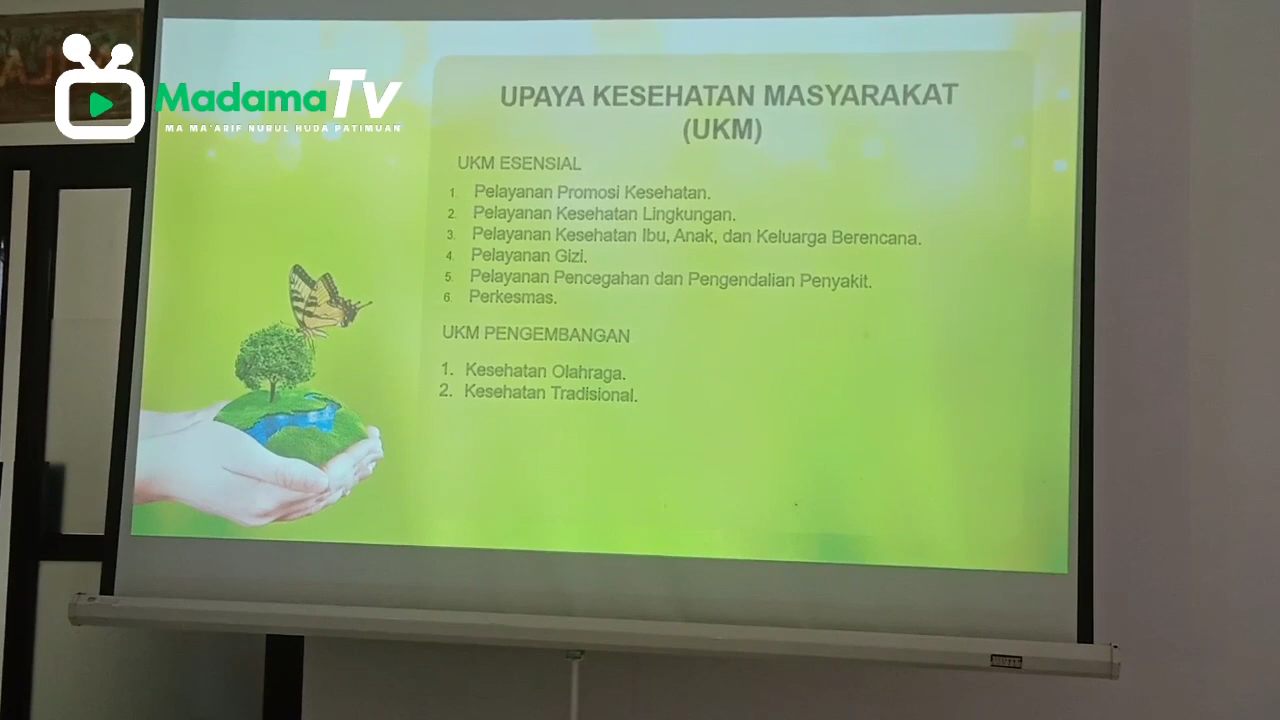 Madama TV
MA MA'ARIF NURUL HUDA PATIMUAN
UPAYA KESEHATAN MASYARAKAT
(UKM)
UKM ESENSIAL
1. Pelayanan Promosi Kesehatan.
2. Pelayanan Kesehatan Lingkungan.
3. Pelayanan Kesehatan Ibu, Anak, dan Keluarga Berencana.
4. Pelayanan Gizi.
5. Pelayanan Pencegahan dan Pengendalian Penyakit.
6. Perkesmas.
UKM PENGEMBANGAN
1. Kesehatan Olahraga.
2. Kesehatan Tradisional.